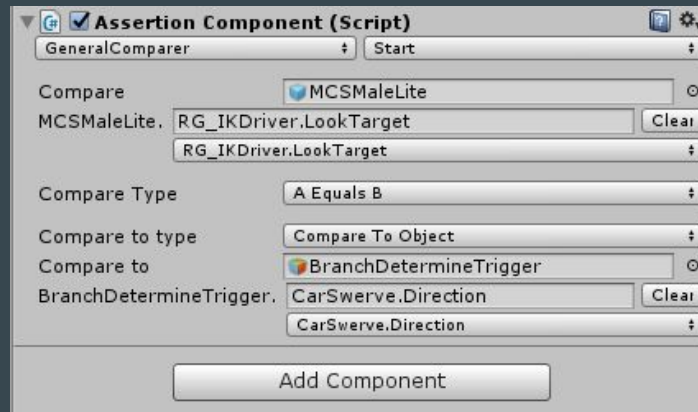 Assertion Component (Script)
GeneralComparer Start
Compare MCSMaleLite
MCSMaleLite. RG_IKDriver.LookTarget Clear
RG_IKDriver.LookTarget
Compare Type A Equals B
Compare to type Compare To Object
Compare to BranchDetermineTrigger
BranchDetermineTrigger. CarSwerve.Direction Clear
CarSwerve.Direction
Add Component